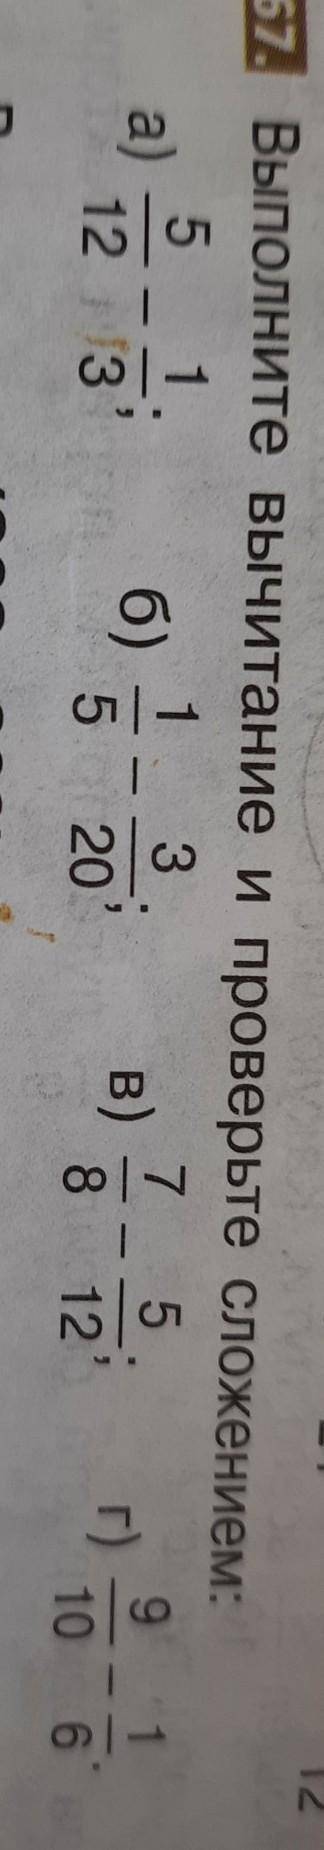 67. Выполните вычитание и проверьте сложением:
а) 5/12 − 1/3; б) 1/5 − 3/20; в) 7/8 − 5/12; г) 9/10 − 1/6.
12